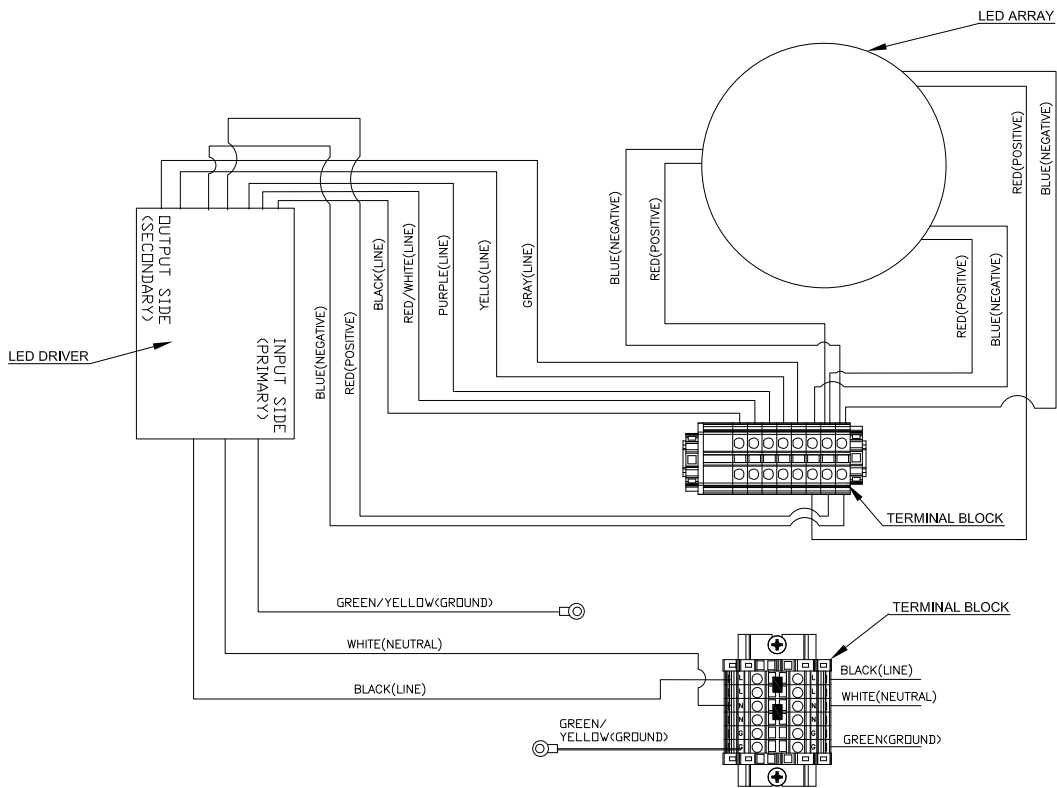 LED ARRAY
RED(POSITIVE)
BLUE(NEGATIVE)
BLUE(NEGATIVE)
RED(POSITIVE)
RED(POSITIVE)
BLUE(NEGATIVE)
BLACK(LINE)
RED/WHITE(LINE)
PURPLE(LINE)
YELLO(LINE)
GRAY(LINE)
BLUE(NEGATIVE)
RED(POSITIVE)
OUTPUT SIDE
(SECONDARY)
INPUT SIDE
(PRIMARY)
LED DRIVER
TERMINAL BLOCK
GREEN/YELLOW(GROUND)
WHITE(NEUTRAL)
BLACK(LINE)
GREEN/
YELLOW(GROUND)
TERMINAL BLOCK
BLACK(LINE)
WHITE(NEUTRAL)
GREEN(GROUND)
L L
L L
N N
N N
G G
G G